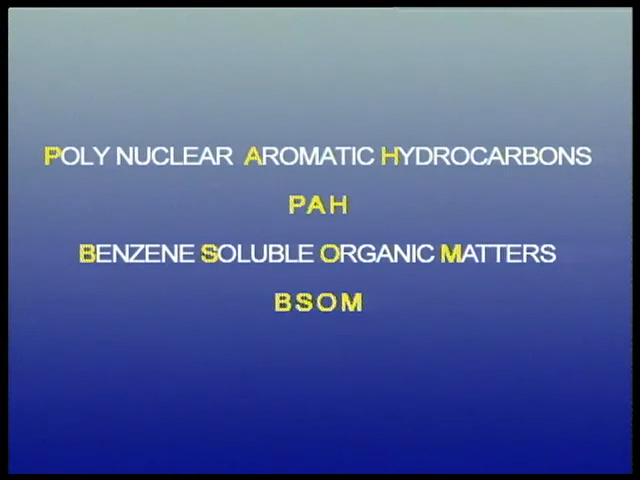 POLY NUCLEAR AROMATIC HYDROCARBONS
PAH
BENZENE SOLUBLE ORGANIC MATTERS
BSOM